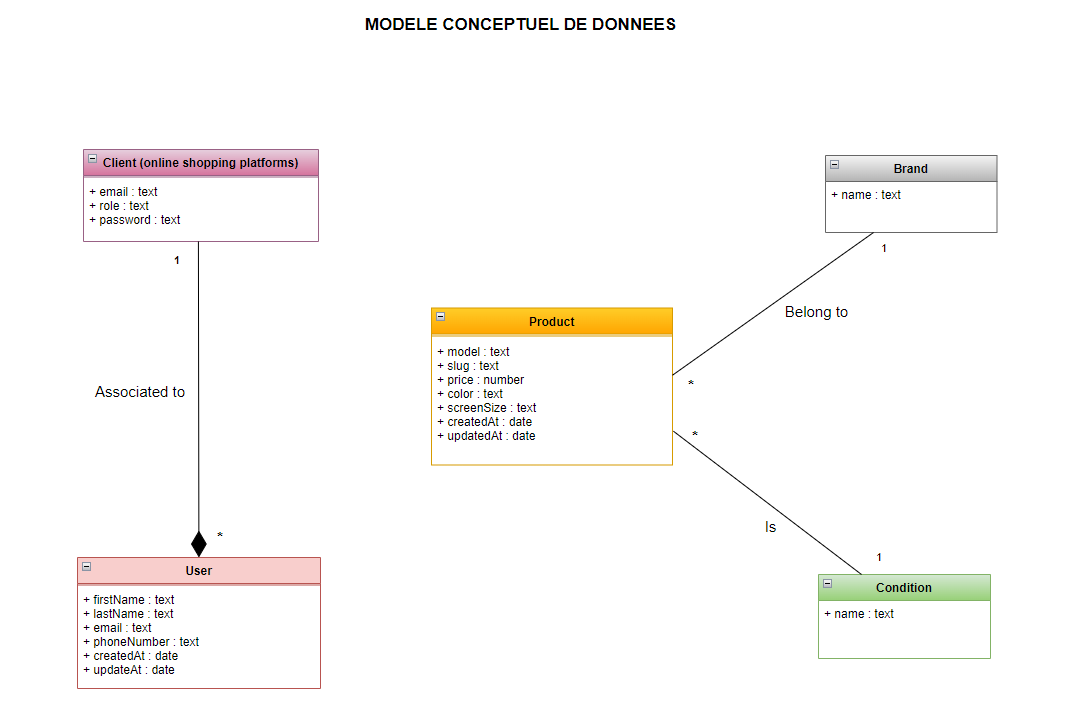 MODELE CONCEPTUEL DE DONNEES
Client (online shopping platforms)
+ email : text
+ role : text
+ password : text
1
Associated to
*
User
+ firstName : text
+ lastName : text
+ email : text
+ phoneNumber : text
+ createdAt : date
+ updateAt : date
Product
+ model : text
+ slug : text
+ price : number
+ color : text
+ screenSize : text
+ createdAt : date
+ updatedAt : date
Brand
+ name : text
1
Belong to
*
*
Is
1
Condition
+ name : text